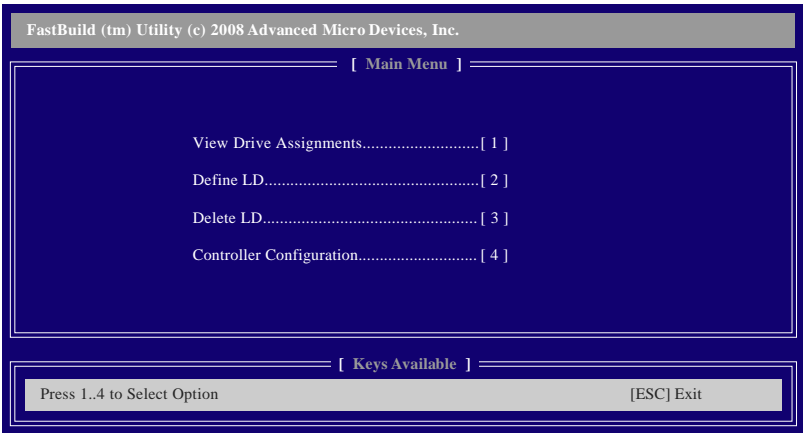 FastBuild (tm) Utility (c) 2008 Advanced Micro Devices, Inc.
[ Main Menu ]
View Drive Assignments...........................[ 1 ]
Define LD..................................................[ 2 ]
Delete LD.................................................. [ 3 ]
Controller Configuration............................ [ 4 ]
[ Keys Available ]
Press 1..4 to Select Option [ESC] Exit